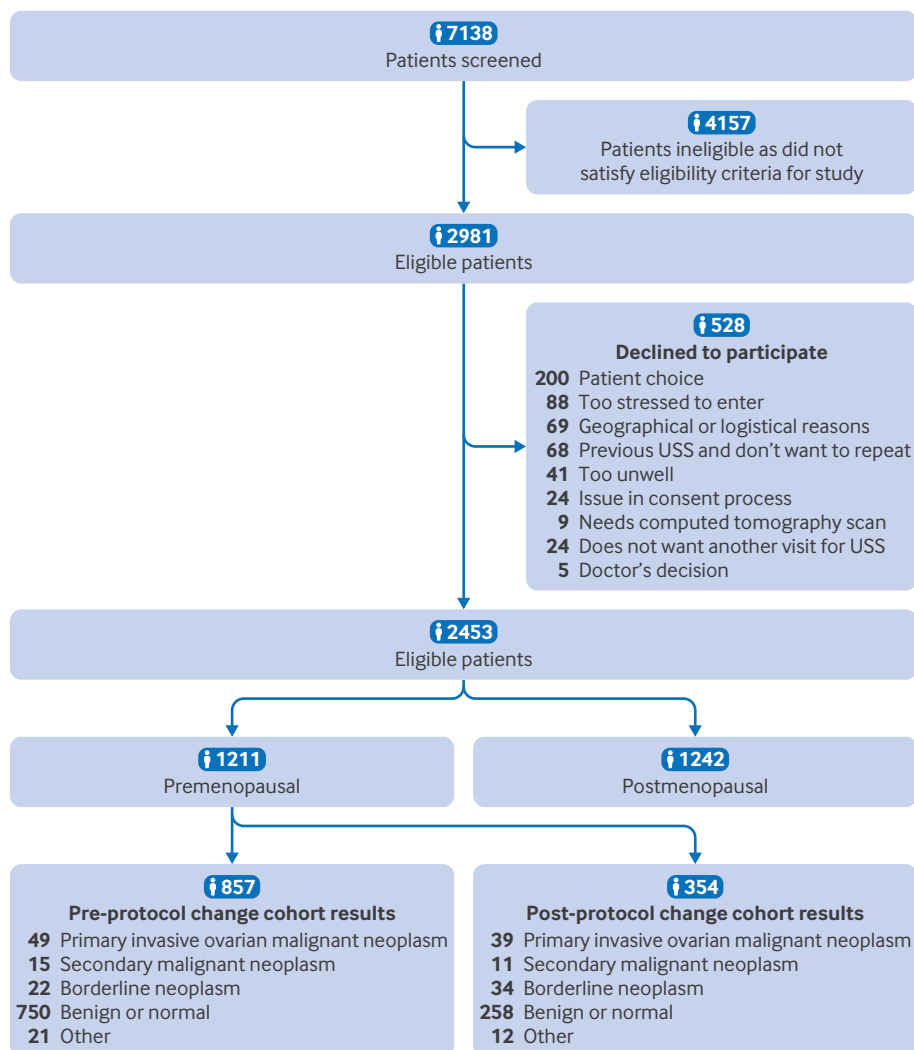 7138
Patients screened
4157
Patients ineligible as did not
satisfy eligibility criteria for study
2981
Eligible patients
528
Declined to participate
200 Patient choice
88 Too stressed to enter
69 Geographical or logistical reasons
68 Previous USS and don't want to repeat
41 Too unwell
24 Issue in consent process
9 Needs computed tomography scan
24 Does not want another visit for USS
5 Doctor's decision
2453
Eligible patients
1211
Premenopausal
1242
Postmenopausal
857
Pre-protocol change cohort results
49 Primary invasive ovarian malignant neoplasm
15 Secondary malignant neoplasm
22 Borderline neoplasm
750 Benign or normal
21 Other
354
Post-protocol change cohort results
39 Primary invasive ovarian malignant neoplasm
11 Secondary malignant neoplasm
34 Borderline neoplasm
258 Benign or normal
12 Other